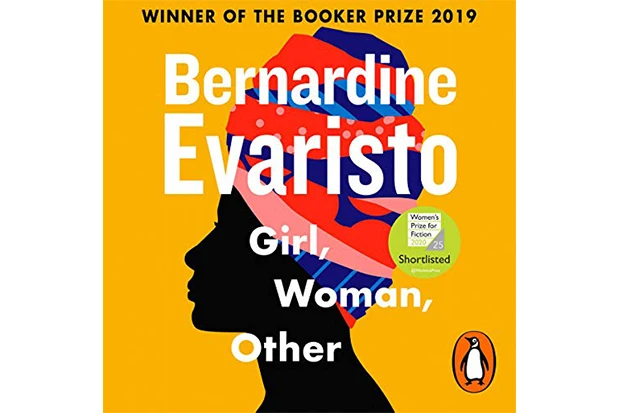 WINNER OF THE BOOKER PRIZE 2019
Bernardine
Evaristo
Girl,
Woman,
Other
Women's
Prize for
Fiction
2020
25
Shortlisted